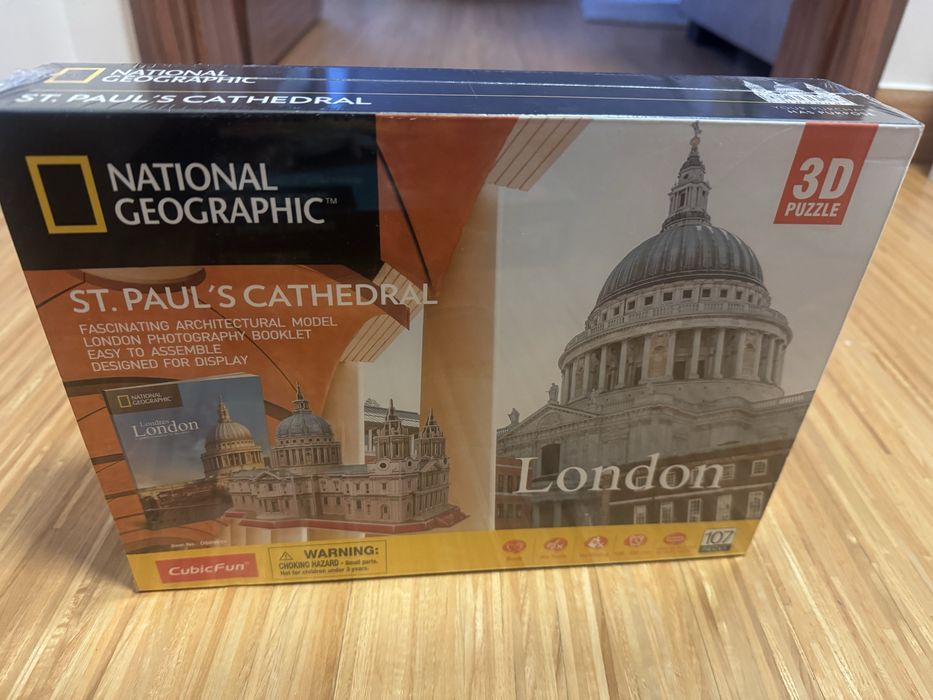 NATIONAL
GEOGRAPHIC
ST. PAUL'S CATHEDRAL
NATIONAL
GEOGRAPHIC™
3D
PUZZLE
ST. PAUL'S CATHEDRAL
FASCINATING ARCHITECTURAL MODEL
LONDON PHOTOGRAPHY BOOKLET
EASY TO ASSEMBLE
DESIGNED FOR DISPLAY
NATIONAL
GEOGRAPHIC
Londres
London
London
CubicFun
WARNING:
CHOKING HAZARD - Small parts.
Not for children under 3 years.
107